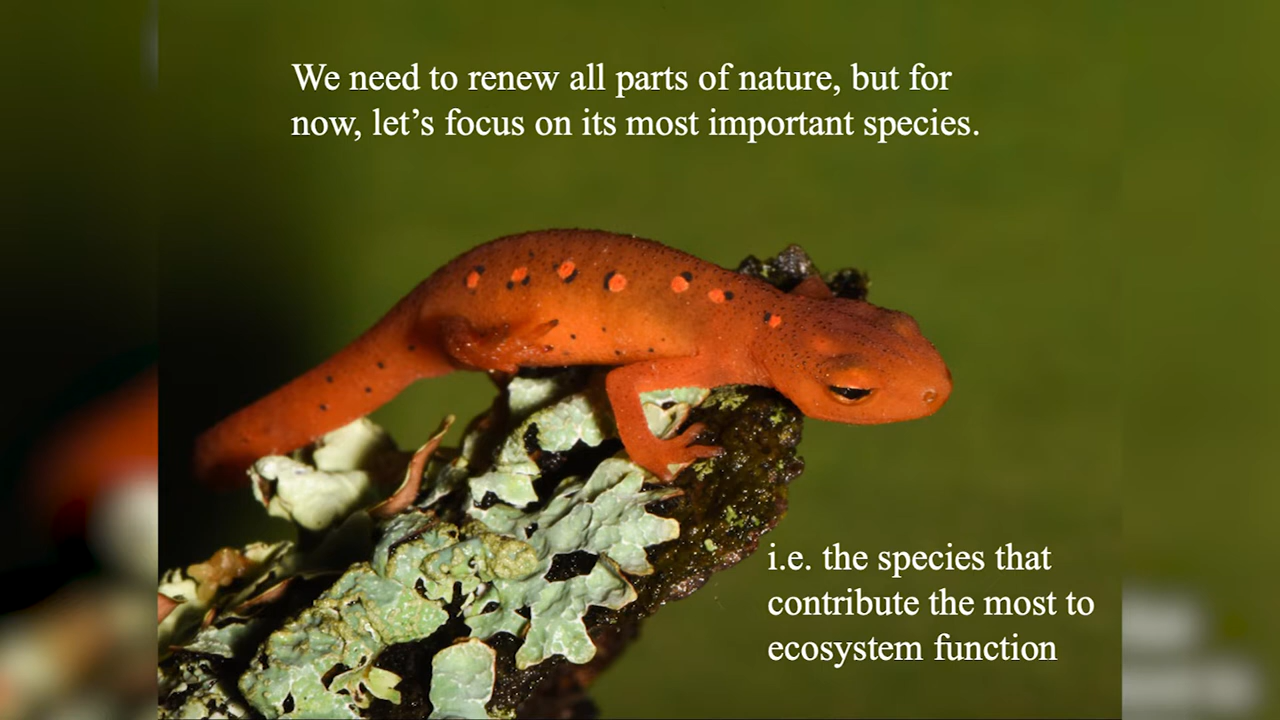 We need to renew all parts of nature, but for
now, let’s focus on its most important species.
i.e. the species that
contribute the most to
ecosystem function